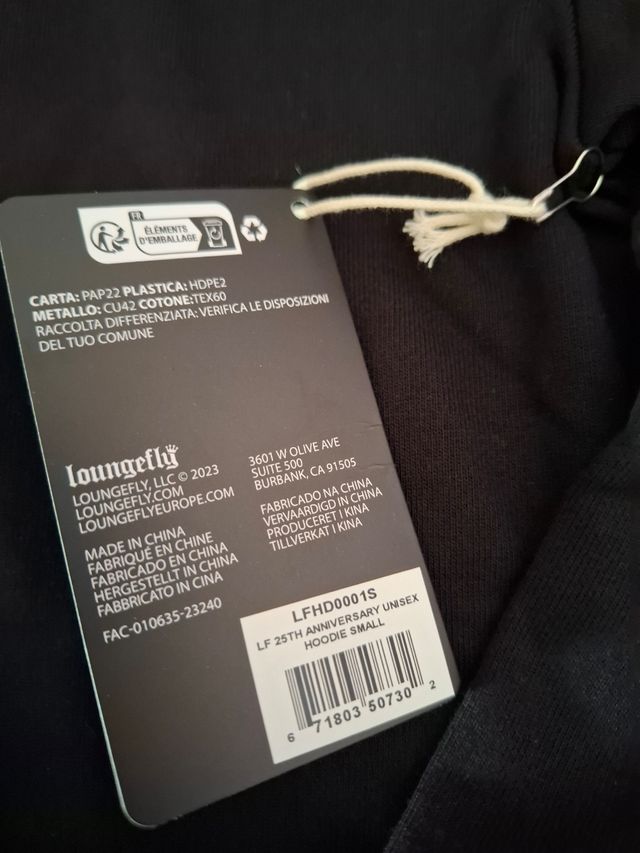 FR
ÉLÉMENTS
D'EMBALLAGE
CARTA: PAP22 PLASTICA: HDPE2
METALLO: CU42 COTONE:TEX60
RACCOLTA DIFFERENZIATA: VERIFICA LE DISPOSIZIONI
DEL TUO COMUNE
loungefly
LOUNGEFLY, LLC © 2023
LOUNGEFLY.COM
LOUNGEFLYEUROPE.COM
MADE IN CHINA
FABRIQUÉ EN CHINE
FABRICADO EN CHINA
HERGESTELLT IN CHINA
FABBRICATO IN CINA
FAC-010635-23240
3601 W OLIVE AVE
SUITE 500
BURBANK, CA 91505
FABRICADO NA CHINA
VERVAARDIGD IN CHINA
PRODUCERET I KINA
TILLVERKAT I KINA
LFHD0001S
LF 25TH ANNIVERSARY UNISEX
HOODIE SMALL
6 71803 50730 2